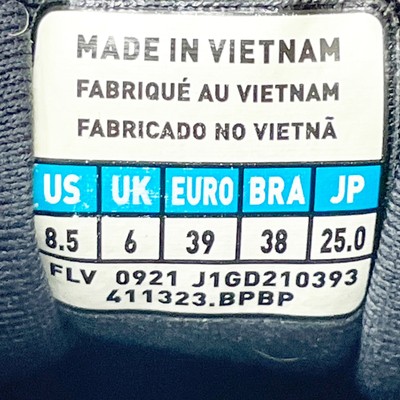 MADE IN VIETNAM
FABRIQUÉ AU VIETNAM
FABRICADO NO VIETNÃ
US UK EURO BRA JP
8.5 6 39 38 25.0
FLV 0921 J1GD210393
411323.BPBP